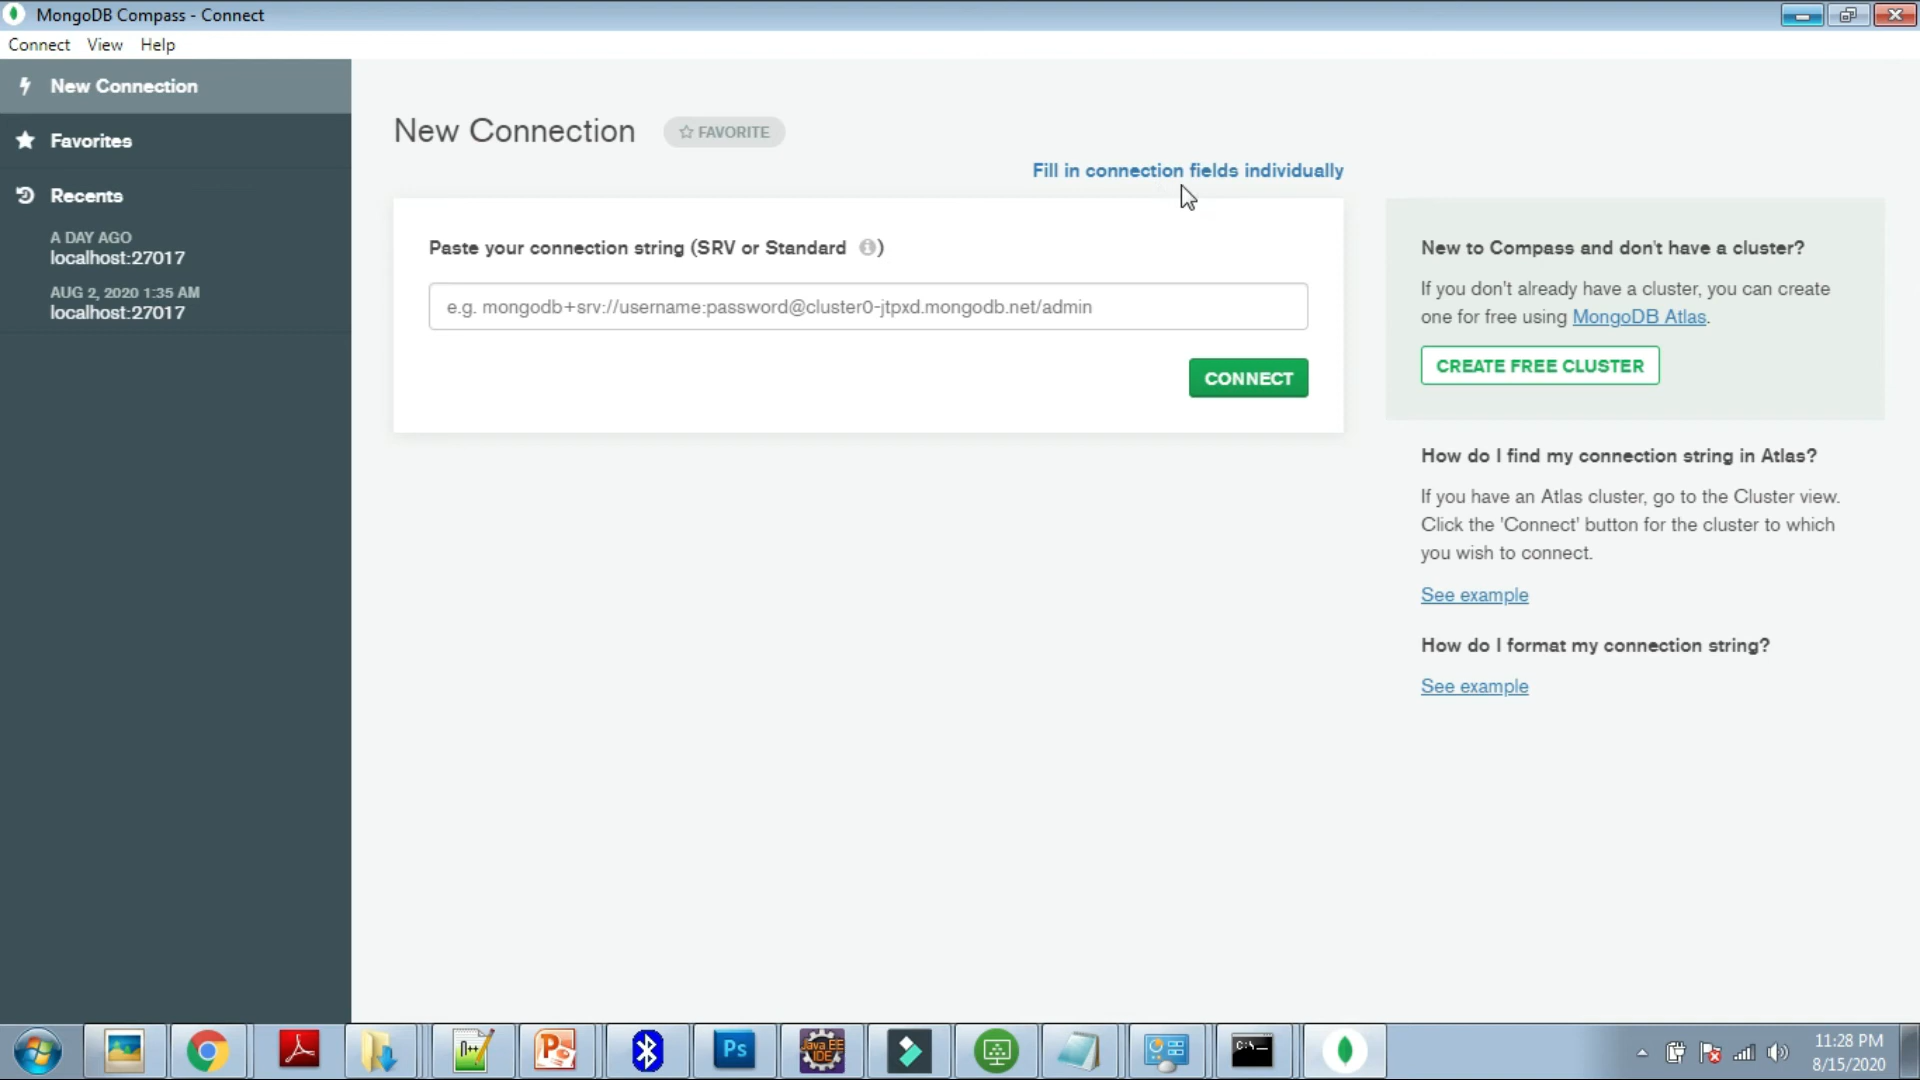 MongoDB Compass - Connect
Connect View Help
New Connection
Favorites
Recents
A DAY AGO
localhost:27017
AUG 2, 2020 1:35 AM
localhost:27017
New Connection FAVORITE
Fill in connection fields individually
Paste your connection string (SRV or Standard )
e.g. mongodb+srv://username:password@cluster0-jtpxd.mongodb.net/admin
CONNECT
New to Compass and don't have a cluster?
If you don't already have a cluster, you can create
one for free using MongoDB Atlas.
CREATE FREE CLUSTER
How do I find my connection string in Atlas?
If you have an Atlas cluster, go to the Cluster view.
Click the 'Connect' button for the cluster to which
you wish to connect.
See example
How do I format my connection string?
See example
n++
P
Ps
Java EE
IDE
C:\
11:28 PM
8/15/2020